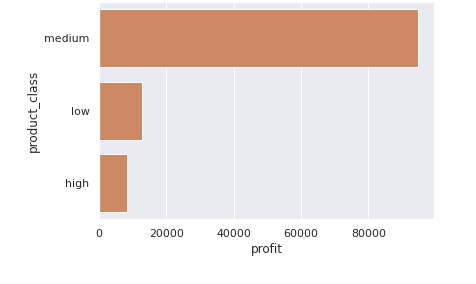 medium
low
high
product_class
0 20000 40000 60000 80000
profit